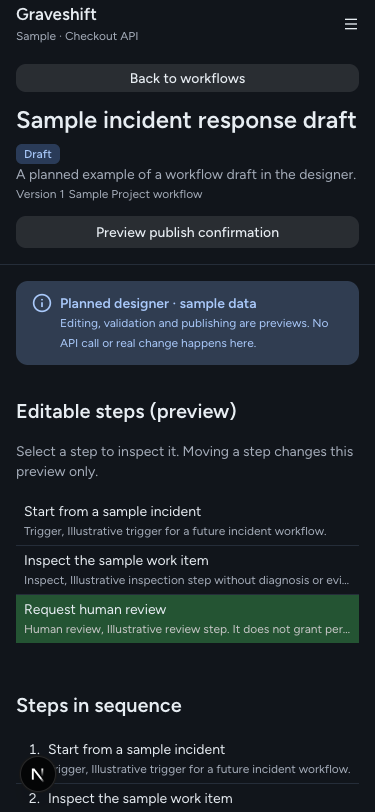 Graveshift
Sample · Checkout API
Back to workflows
Sample incident response draft
Draft
A planned example of a workflow draft in the designer.
Version 1 Sample Project workflow
Preview publish confirmation
Planned designer · sample data
Editing, validation and publishing are previews. No
API call or real change happens here.
Editable steps (preview)
Select a step to inspect it. Moving a step changes this
preview only.
Start from a sample incident
Trigger, Illustrative trigger for a future incident workflow.
Inspect the sample work item
Inspect, Illustrative inspection step without diagnosis or evi...
Request human review
Human review, Illustrative review step. It does not grant per...
Steps in sequence
1. Start from a sample incident
N
rigger, Illustrative trigger for a future incident workflow.
2. Inspect the sample work item